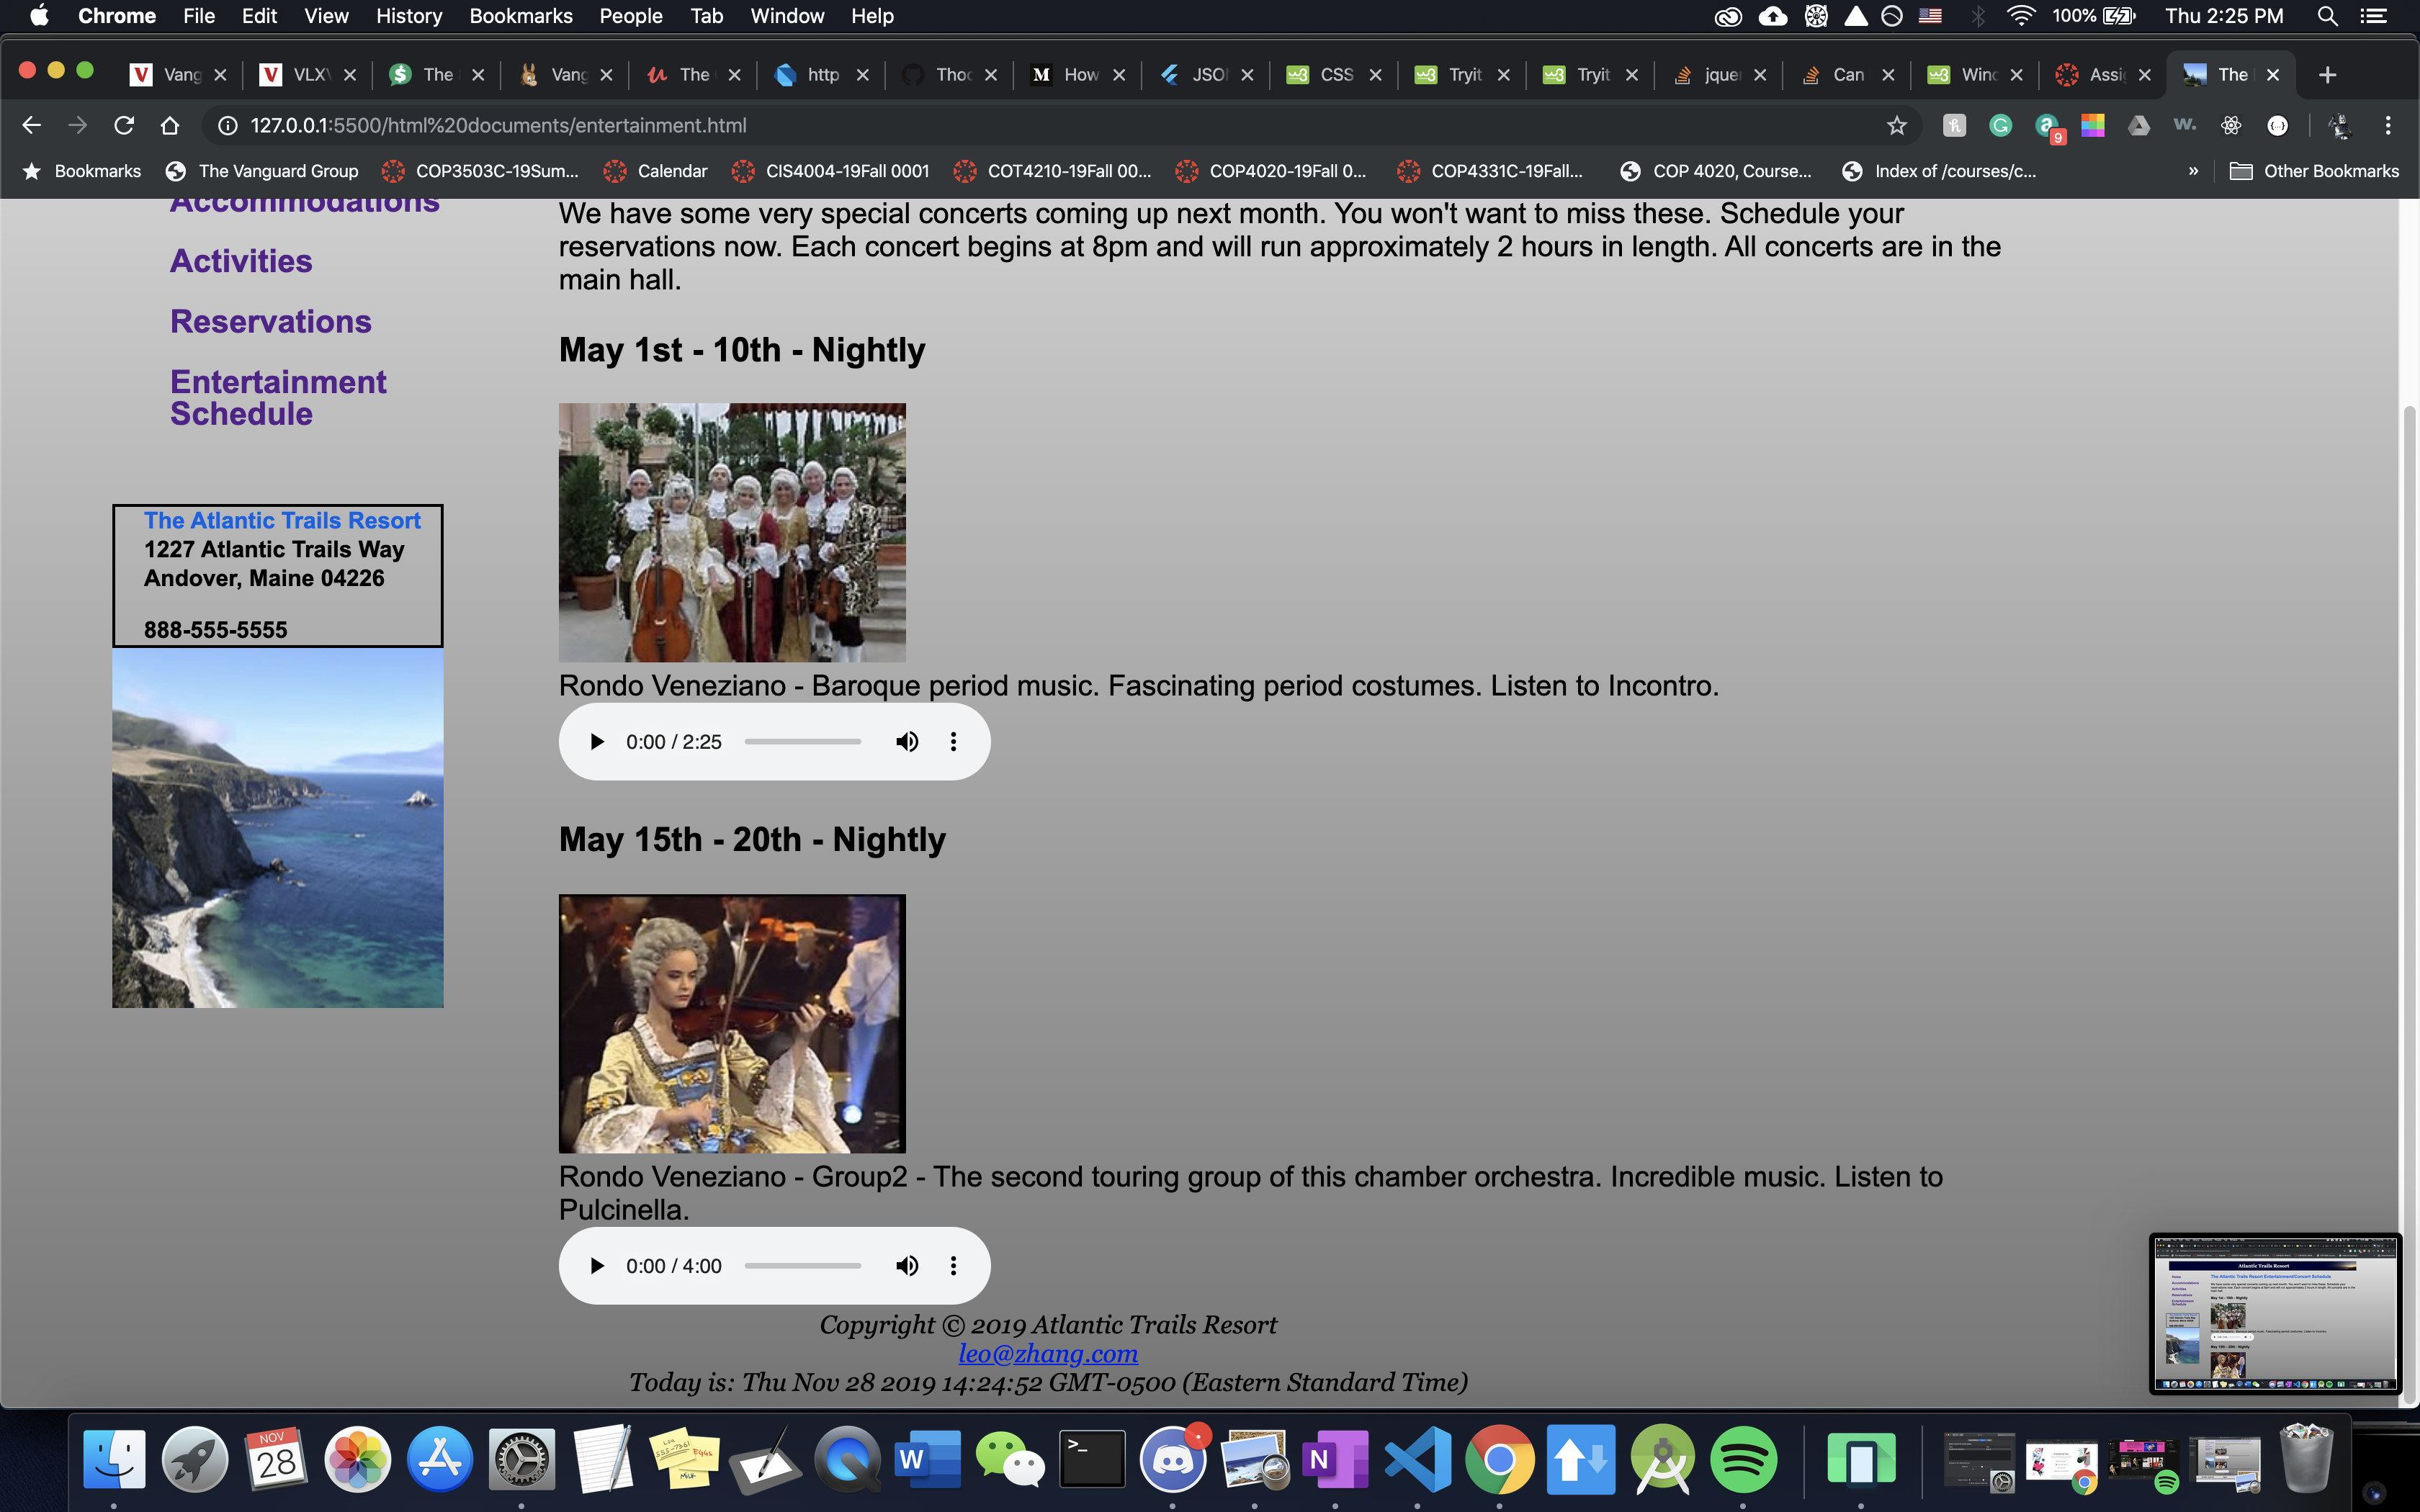 Chrome File Edit View History Bookmarks People Tab Window Help 100% Thu 2:25 PM
Vang VLX The Vang The http Thoc How JSO CSS Tryit Tryit jque Can Winc Assi The
127.0.0.1:5500/html%20documents/entertainment.html 9
Bookmarks The Vanguard Group COP3503C-19Sum... Calendar CIS4004-19Fall 0001 COT4210-19Fall 00... COP4020-19Fall 0... COP4331C-19Fall... COP 4020, Course... Index of /courses/c... » Other Bookmarks
Accommodations
Activities
Reservations
Entertainment
Schedule
The Atlantic Trails Resort
1227 Atlantic Trails Way
Andover, Maine 04226
888-555-5555
We have some very special concerts coming up next month. You won't want to miss these. Schedule your
reservations now. Each concert begins at 8pm and will run approximately 2 hours in length. All concerts are in the
main hall.
May 1st - 10th - Nightly
Rondo Veneziano - Baroque period music. Fascinating period costumes. Listen to Incontro.
0:00 / 2:25
May 15th - 20th - Nightly
Rondo Veneziano - Group2 - The second touring group of this chamber orchestra. Incredible music. Listen to
Pulcinella.
0:00 / 4:00
Copyright © 2019 Atlantic Trails Resort
leo@zhang.com
Today is: Thu Nov 28 2019 14:24:52 GMT-0500 (Eastern Standard Time)
Atlantic Trails Resort
NOV
28